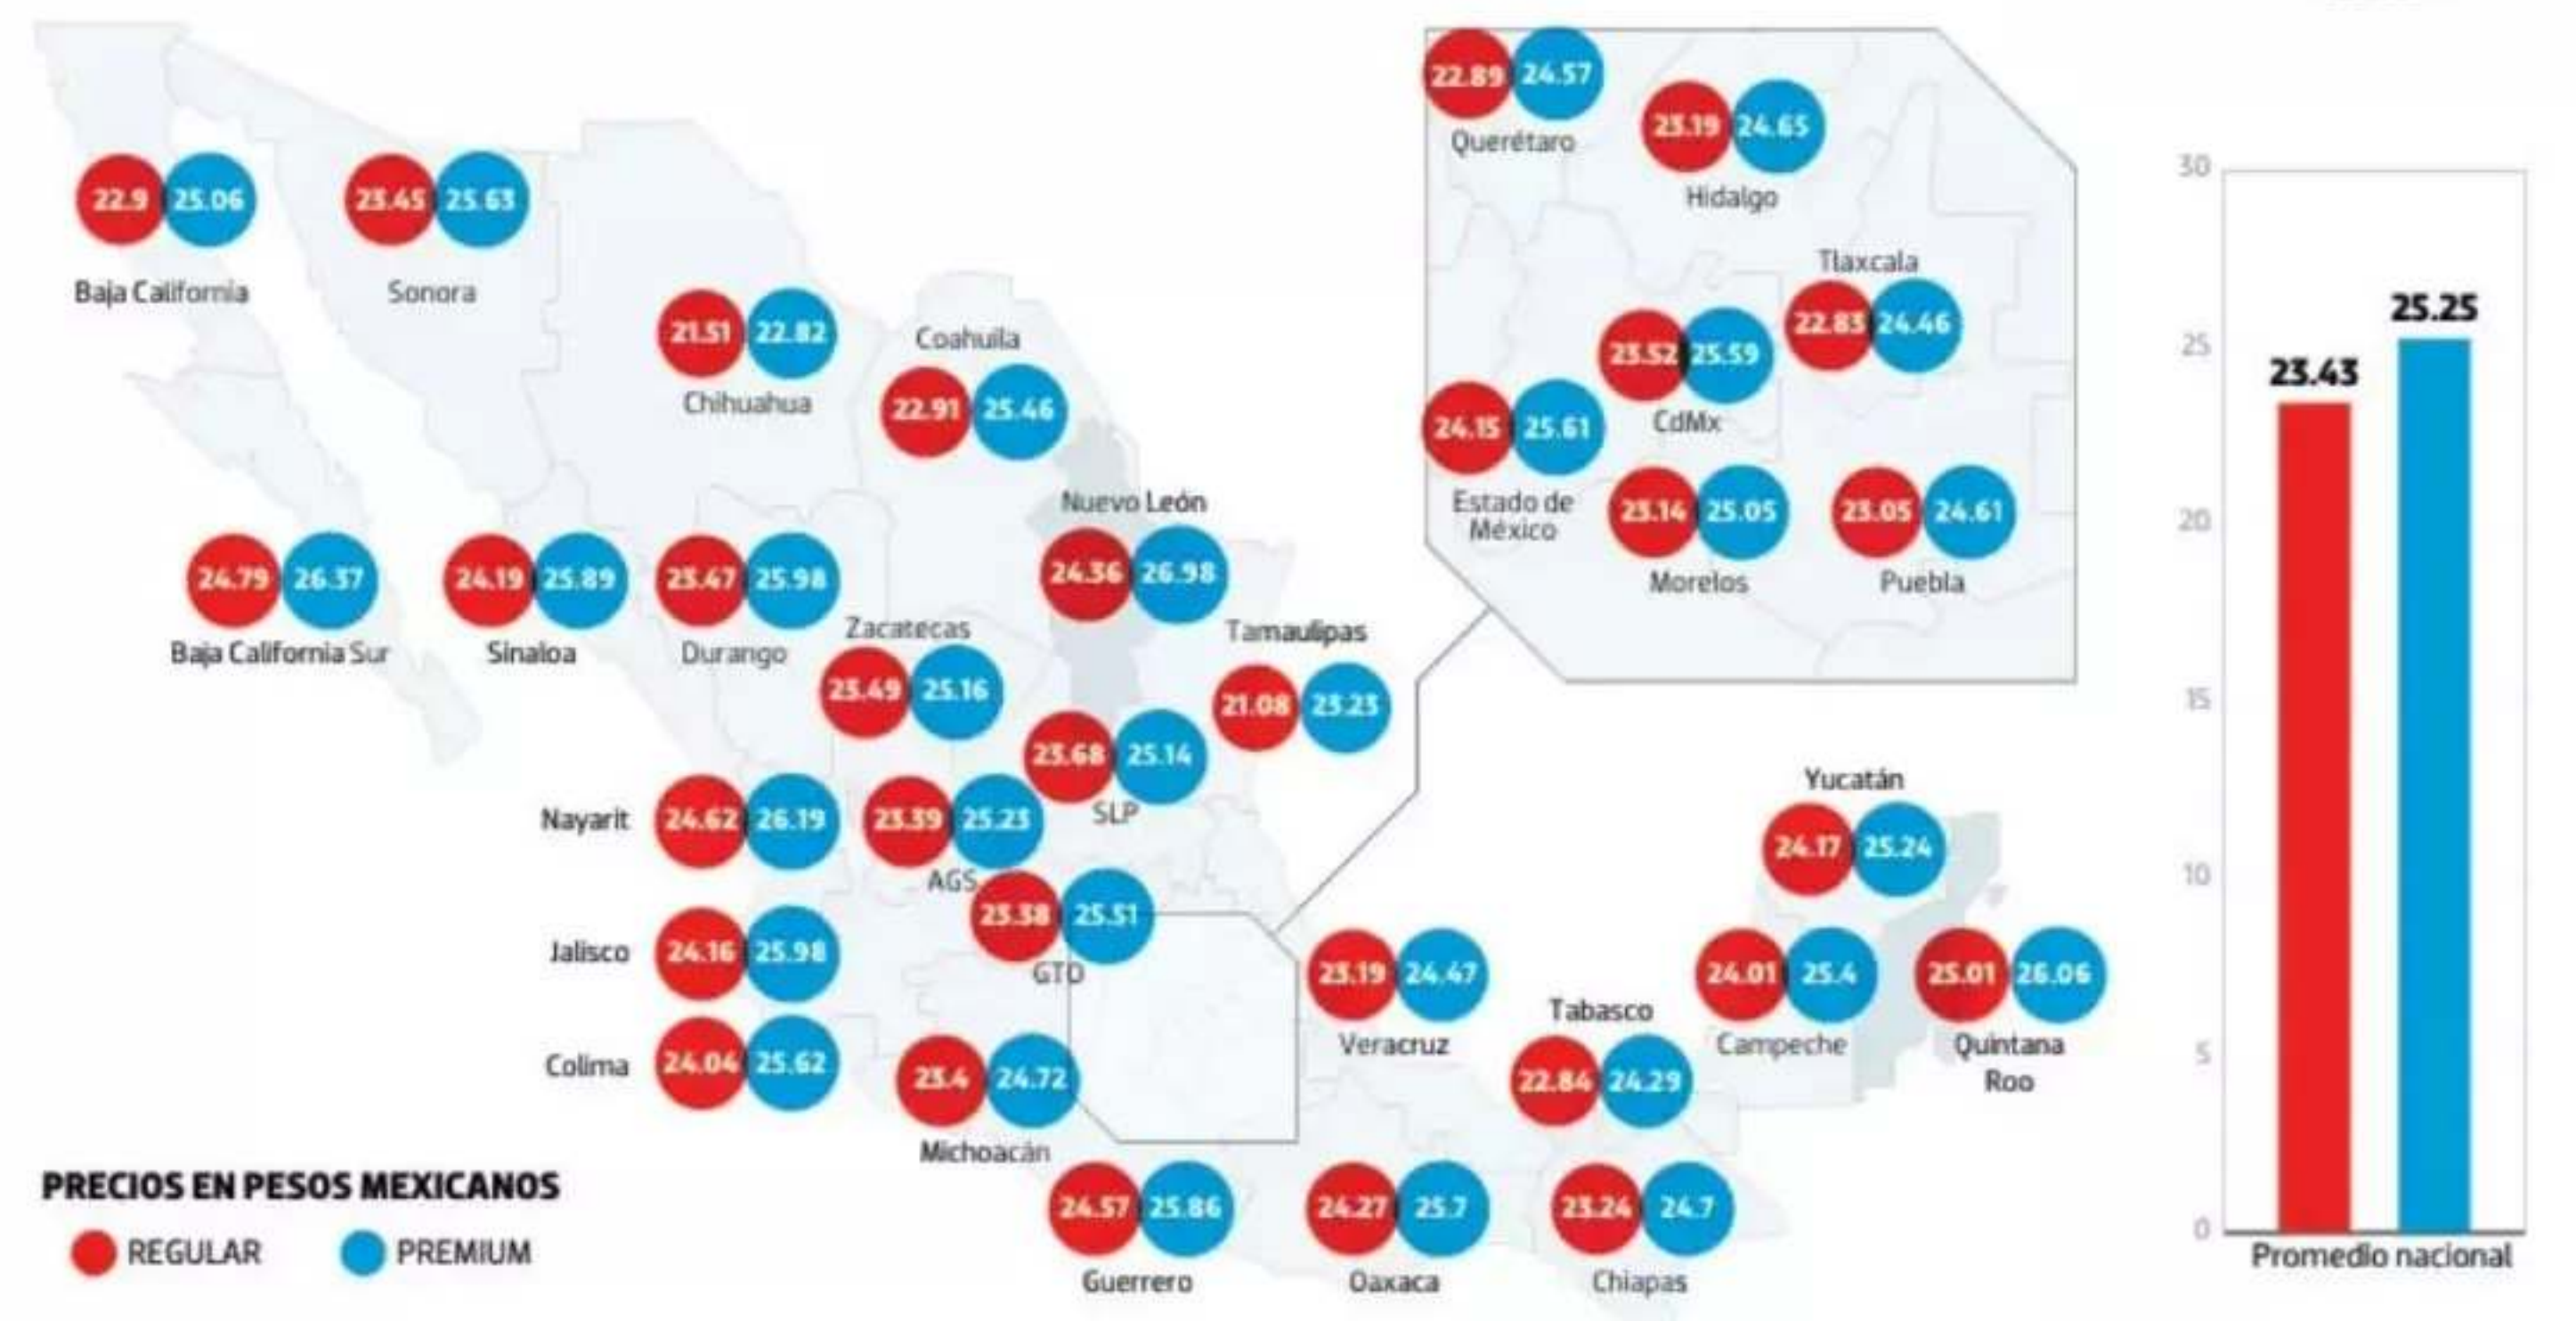 22.9 25.06
Baja California
23.45 25.63
Sonora
21.51 22.82
Chihuahua
Coahuila
22.91 25.46
Nuevo León
24.36 26.98
24.79 26.37
Baja California Sur
24.19 25.89
Sinaloa
23.47 25.98
Durango
Zacatecas
23.49 25.16
Tamaulipas
21.08 23.23
23.68 25.14
SLP
Nayarit 24.62 26.19
23.39 25.23
AGS
23.38 25.51
GTO
Jalisco 24.16 25.98
Colima 24.04 25.62
23.4 24.72
Michoacán
24.57 25.86
Guerrero
24.27 25.7
Oaxaca
23.24 24.7
Chiapas
23.19 24.47
Veracruz
Tabasco
22.84 24.29
Yucatán
24.17 25.24
24.01 25.4
Campeche
25.01 26.06
Quintana
Roo
22.89 24.57
Querétaro
23.19 24.65
Hidalgo
Tlaxcala
22.83 24.46
23.52 25.59
CdMx
24.15 25.61
Estado de
México
23.14 25.05
Morelos
23.05 24.61
Puebla
PRECIOS EN PESOS MEXICANOS
REGULAR PREMIUM
30
25
20
15
10
5
0
23.43
25.25
Promedio nacional